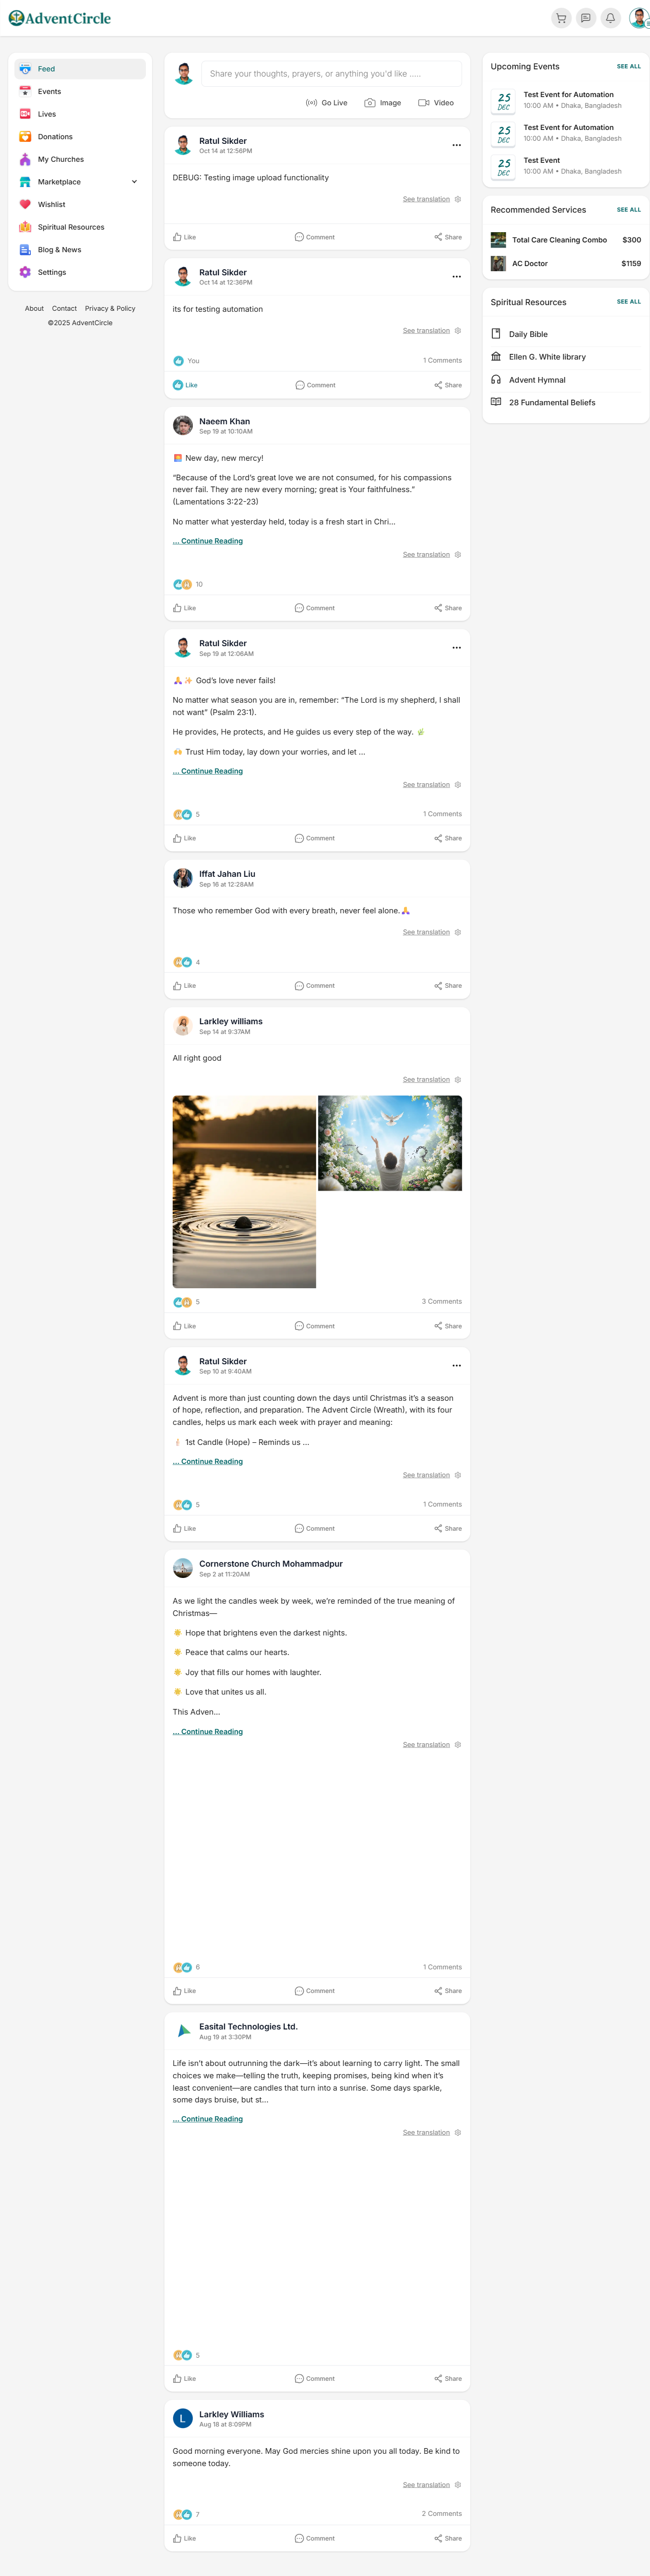 AdventCircle
Feed
Events
Lives
Donations
My Churches
Marketplace
Wishlist
Spiritual Resources
Blog & News
Settings
About Contact Privacy & Policy
©2025 AdventCircle
Share your thoughts, prayers, or anything you'd like .....
Go Live Image Video
Ratul Sikder
Oct 14 at 12:56PM
DEBUG: Testing image upload functionality
See translation
Like Comment Share
Ratul Sikder
Oct 14 at 12:36PM
its for testing automation
See translation
You 1 Comments
Like Comment Share
Naeem Khan
Sep 19 at 10:10AM
🌅 New day, new mercy!
“Because of the Lord’s great love we are not consumed, for his compassions
never fail. They are new every morning; great is Your faithfulness.”
(Lamentations 3:22-23)
No matter what yesterday held, today is a fresh start in Chri...
... Continue Reading
See translation
10
Like Comment Share
Ratul Sikder
Sep 19 at 12:06AM
🙏✨ God’s love never fails!
No matter what season you are in, remember: “The Lord is my shepherd, I shall
not want” (Psalm 23:1).
He provides, He protects, and He guides us every step of the way. 🌿
🙌 Trust Him today, lay down your worries, and let ...
... Continue Reading
See translation
5 1 Comments
Like Comment Share
Iffat Jahan Liu
Sep 16 at 12:28AM
Those who remember God with every breath, never feel alone.🙏
See translation
4
Like Comment Share
Larkley williams
Sep 14 at 9:37AM
All right good
See translation
5 3 Comments
Like Comment Share
Ratul Sikder
Sep 10 at 9:40AM
Advent is more than just counting down the days until Christmas it’s a season
of hope, reflection, and preparation. The Advent Circle (Wreath), with its four
candles, helps us mark each week with prayer and meaning:
🕯 1st Candle (Hope) – Reminds us ...
... Continue Reading
See translation
5 1 Comments
Like Comment Share
Cornerstone Church Mohammadpur
Sep 2 at 11:20AM
As we light the candles week by week, we’re reminded of the true meaning of
Christmas—
🌟 Hope that brightens even the darkest nights.
🌟 Peace that calms our hearts.
🌟 Joy that fills our homes with laughter.
🌟 Love that unites us all.
This Adven...
... Continue Reading
See translation
6 1 Comments
Like Comment Share
Easital Technologies Ltd.
Aug 19 at 3:30PM
Life isn’t about outrunning the dark—it’s about learning to carry light. The small
choices we make—telling the truth, keeping promises, being kind when it’s
least convenient—are candles that turn into a sunrise. Some days sparkle,
some days bruise, but st...
... Continue Reading
See translation
5
Like Comment Share
L
Larkley Williams
Aug 18 at 8:09PM
Good morning everyone. May God mercies shine upon you all today. Be kind to
someone today.
See translation
7 2 Comments
Like Comment Share
Upcoming Events SEE ALL
25
DEC
Test Event for Automation
10:00 AM • Dhaka, Bangladesh
25
DEC
Test Event for Automation
10:00 AM • Dhaka, Bangladesh
25
DEC
Test Event
10:00 AM • Dhaka, Bangladesh
Recommended Services SEE ALL
Total Care Cleaning Combo $300
AC Doctor $1159
Spiritual Resources SEE ALL
Daily Bible
Ellen G. White library
Advent Hymnal
28 Fundamental Beliefs